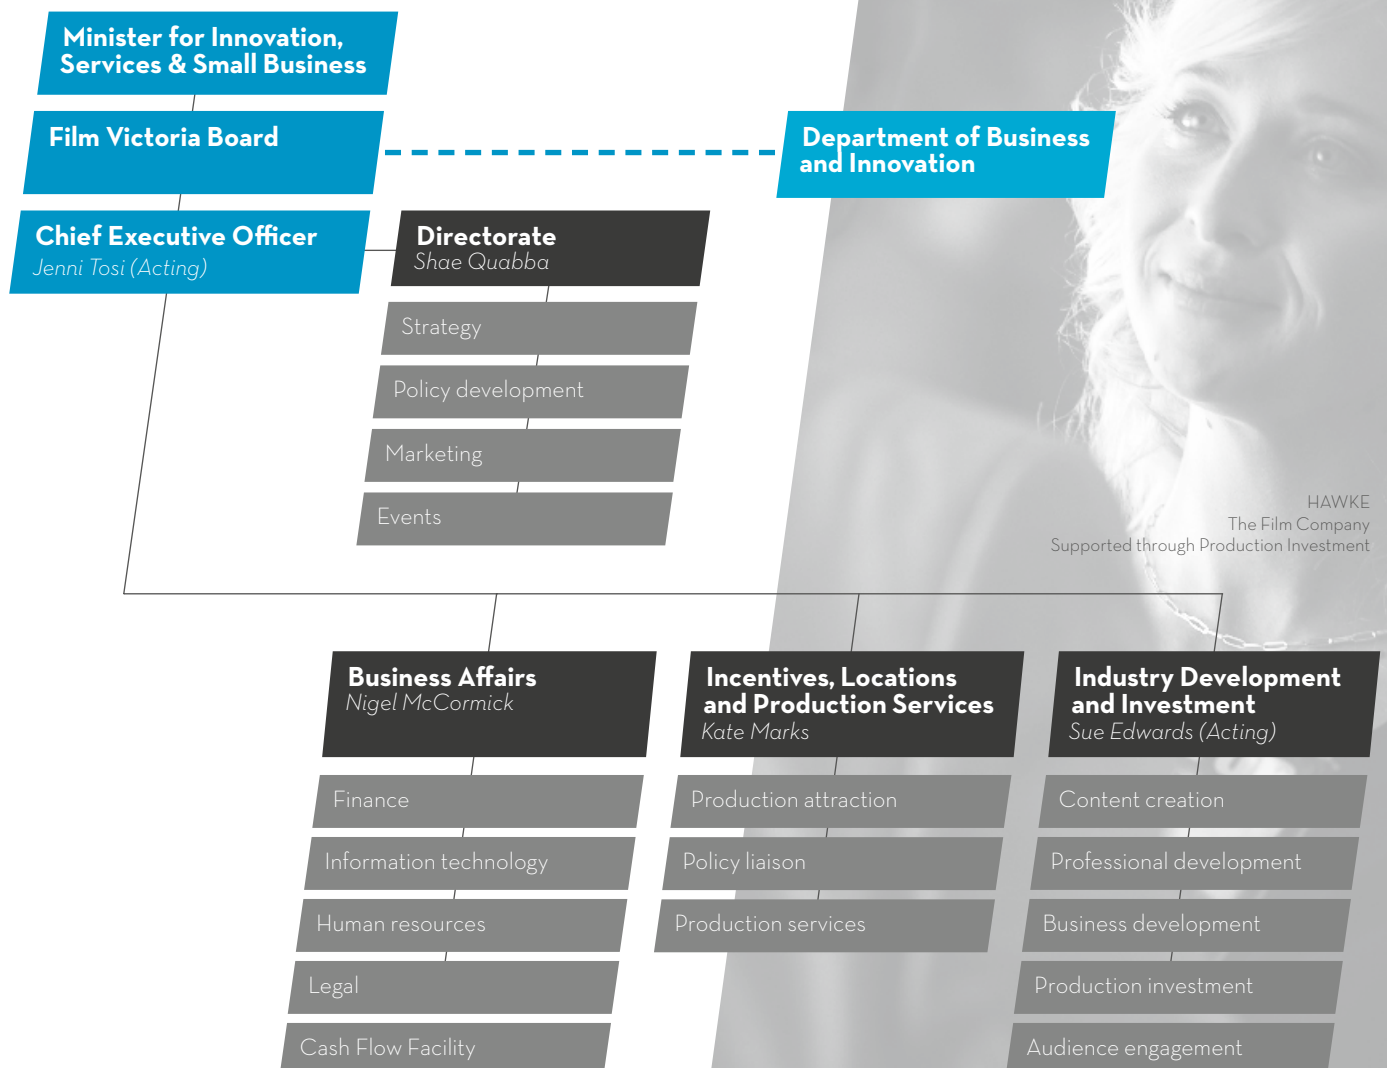 Minister for Innovation,
Services & Small Business
Film Victoria Board
Department of Business
and Innovation
Chief Executive Officer
Jenni Tosi (Acting)
Directorate
Shae Quabba
Strategy
Policy development
Marketing
Events
HAWKE
The Film Company
Supported through Production Investment
Business Affairs
Nigel McCormick
Finance
Information technology
Human resources
Legal
Cash Flow Facility
Incentives, Locations
and Production Services
Kate Marks
Production attraction
Policy liaison
Production services
Industry Development
and Investment
Sue Edwards (Acting)
Content creation
Professional development
Business development
Production investment
Audience engagement